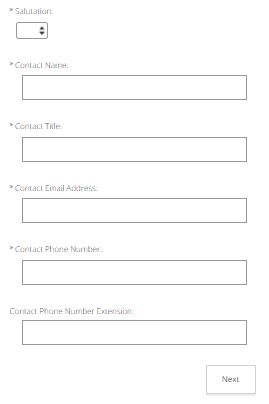 > Salutation:
> Contact Name:
> Contact Title:
> Contact Email Address:
> Contact Phone Number:
Contact Phone Number Extension:
Next